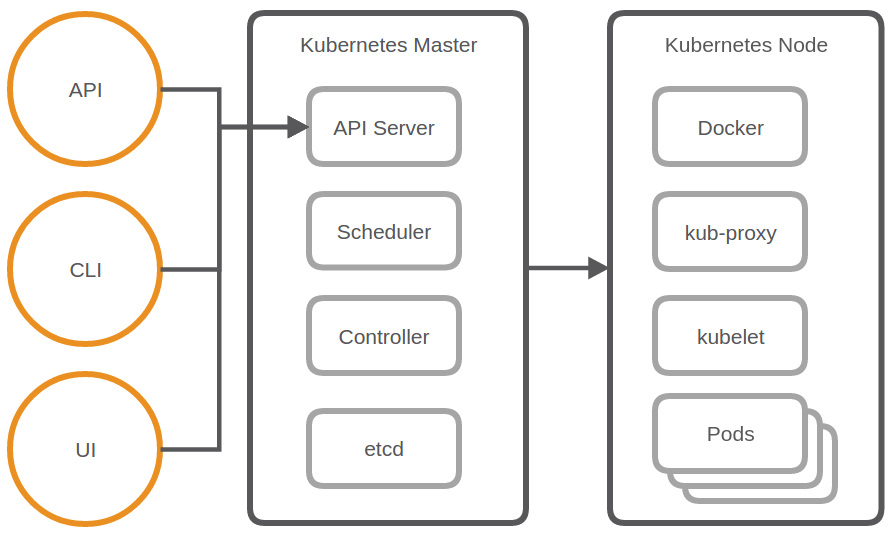 API
CLI
UI
Kubernetes Master
API Server
Scheduler
Controller
etcd
Kubernetes Node
Docker
kub-proxy
kubelet
Pods